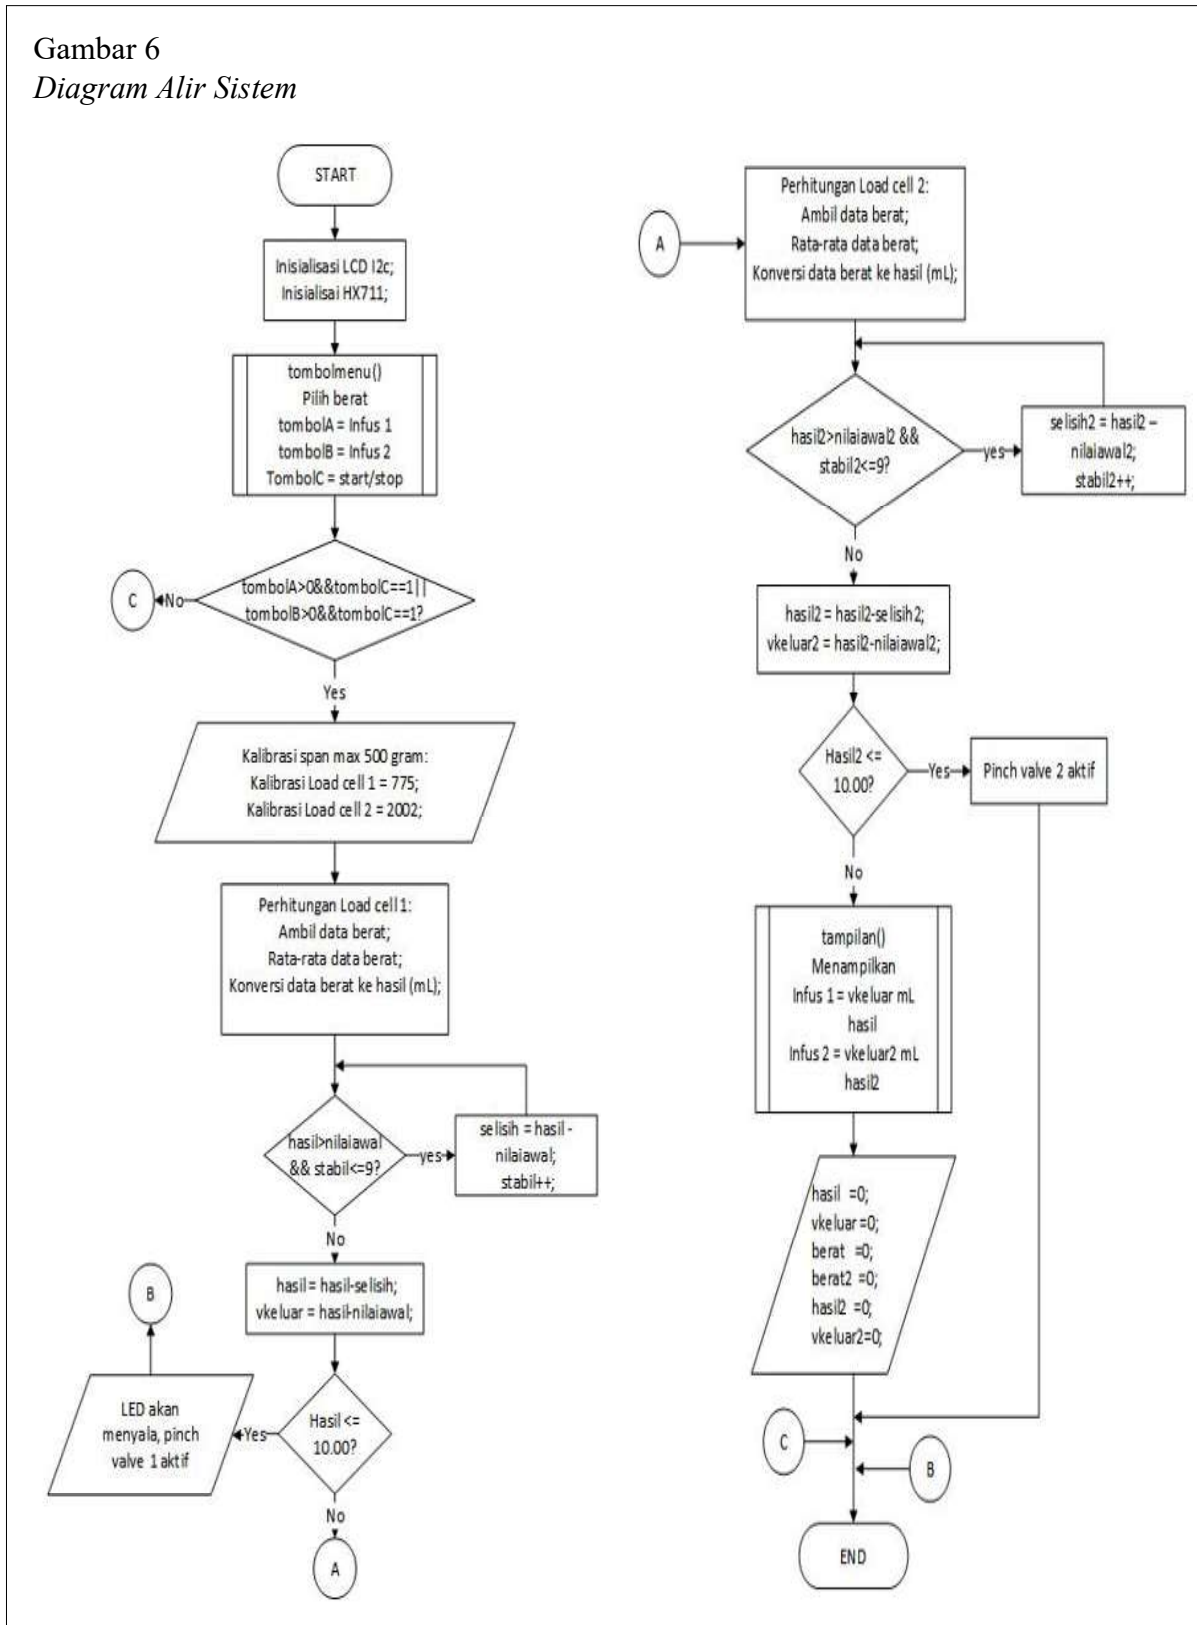 Gambar 6
Diagram Alir Sistem
START
Inisialisasi LCD I2c;
Inisialisai HX711;
tombolmenu()
Pilih berat
tombolA = Infus 1
tombolB = Infus 2
TombolC = start/stop
tombolA>0&&tombolC==1||
tombolB>0&&tombolC==1?
No
C
Yes
Kalibrasi span max 500 gram:
Kalibrasi Load cell 1 = 775;
Kalibrasi Load cell 2 = 2002;
Perhitungan Load cell 1:
Ambil data berat;
Rata-rata data berat;
Konversi data berat ke hasil (mL);
hasil>nilaiawal
&& stabil<=9?
yes
selisih = hasil -
nilaiawal;
stabil++;
No
hasil = hasil-selisih;
vkeluar = hasil-nilaiawal;
Hasil <=
10.00?
Yes
LED akan
menyala, pinch
valve 1 aktif
B
No
A
A
Perhitungan Load cell 2:
Ambil data berat;
Rata-rata data berat;
Konversi data berat ke hasil (mL);
hasil2>nilaiawal2 &&
stabil2<=9?
yes
selisih2 = hasil2 –
nilaiawal2;
stabil2++;
No
hasil2 = hasil2-selisih2;
vkeluar2 = hasil2-nilaiawal2;
Hasil2 <=
10.00?
Yes
Pinch valve 2 aktif
No
tampilan()
Menampilkan
Infus 1 = vkeluar mL
hasil
Infus 2 = vkeluar2 mL
hasil2
hasil =0;
vkeluar =0;
berat =0;
berat2 =0;
hasil2 =0;
vkeluar2=0;
C
B
END